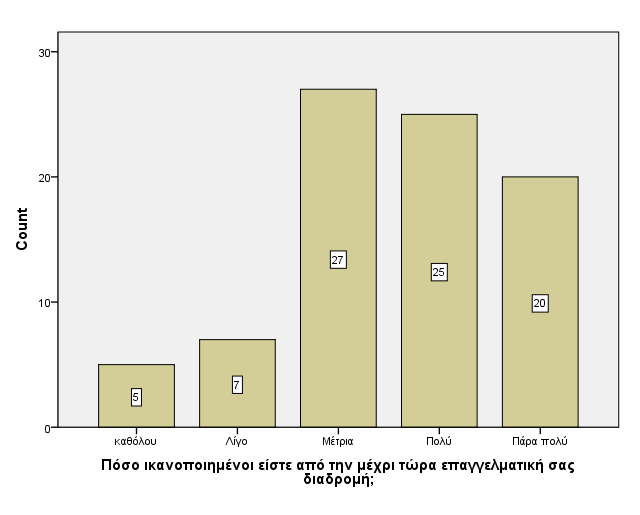 30
20
10
0
Count
5
7
27
25
20
καθόλου
Λίγο
Μέτρια
Πολύ
Πάρα πολύ
Πόσο ικανοποιημένοι είστε από την μέχρι τώρα επαγγελματική σας
διαδρομή;